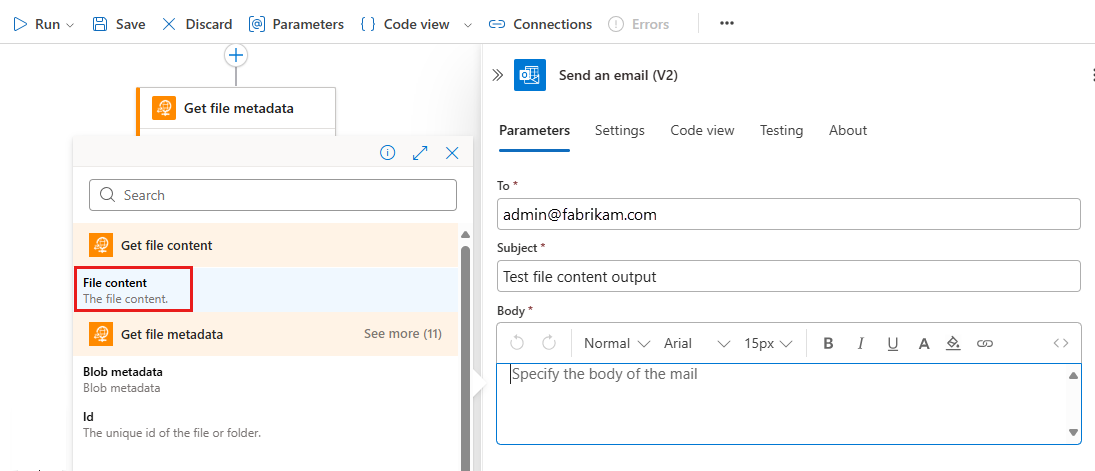 Run Save Discard Parameters Code view Connections Errors
Get file metadata
Search
Get file content
File content
The file content.
Get file metadata See more (11)
Blob metadata
Blob metadata
Id
The unique id of the file or folder.
Send an email (V2)
Parameters Settings Code view Testing About
To *
admin@fabrikam.com
Subject *
Test file content output
Body *
Normal Arial 15px B I U A
Specify the body of the mail